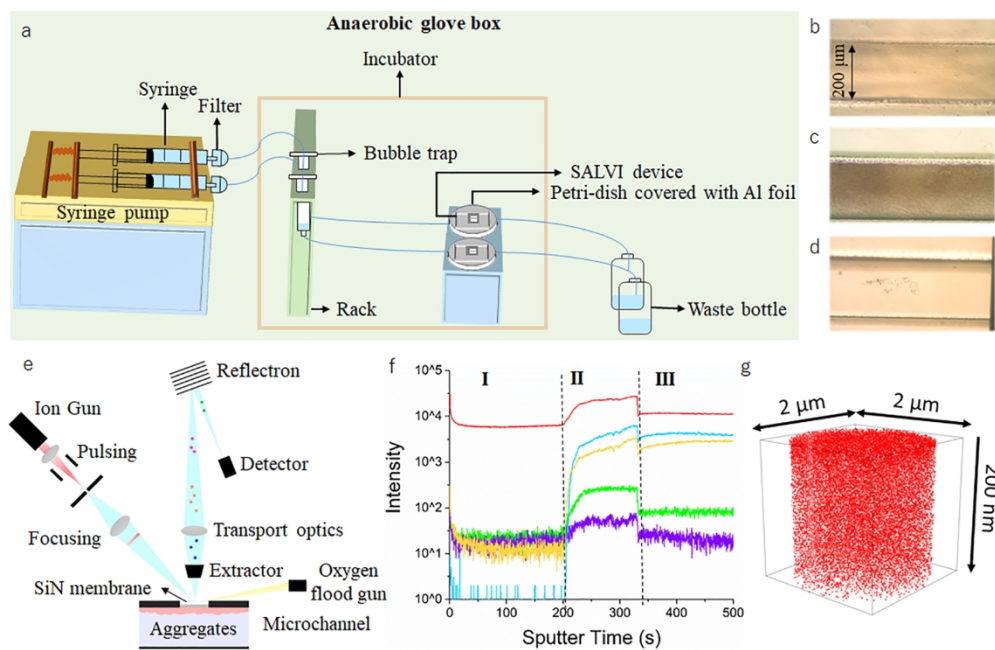 a
Anaerobic glove box
Incubator
Syringe
Filter
Bubble trap
SALVI device
Petri-dish covered with Al foil
Syringe pump
Rack
Waste bottle
b
200 μm
c
d
e
Reflectron
Ion Gun
Pulsing
Detector
Focusing
Transport optics
Extractor
SiN membrane
Oxygen
flood gun
Microchannel
Aggregates
f
10^5
10^4
10^3
10^2
10^1
10^0
Intensity
I
II
III
0
100
200
300
400
500
Sputter Time (s)
g
2 μm
2 μm
200 nm